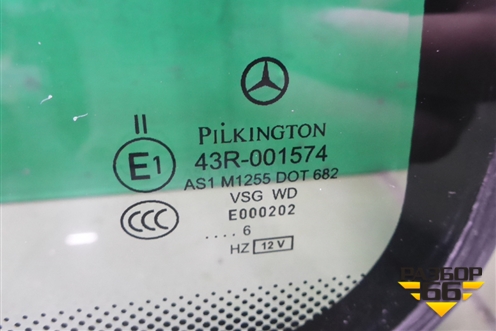 II
PILKINGTON
E1
43R-001574
AS1 M1255 DOT 682
VSG WD
CCC
E000202
.... 6
HZ 12 V
РАЗБОР
66